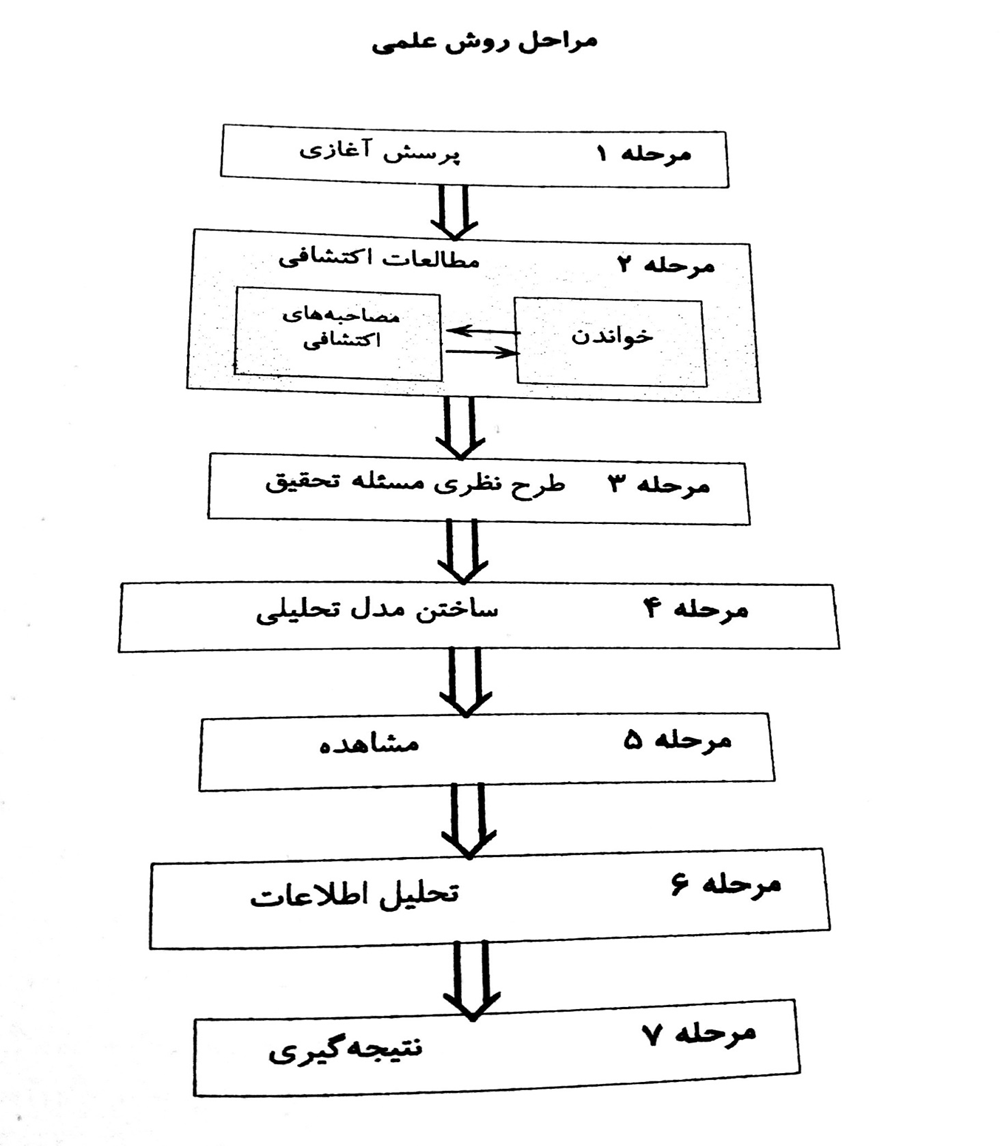 مراحل روش علمی
مرحله ۱ پرسش آغازی
مرحله ۲ مطالعات اکتشافی
خواندن
مصاحبه‌های
اکتشافی
مرحله ۳ طرح نظری مسئله تحقیق
مرحله ۴ ساختن مدل تحلیلی
مرحله ۵ مشاهده
مرحله ۶ تحلیل اطلاعات
مرحله ۷ نتیجه‌گیری